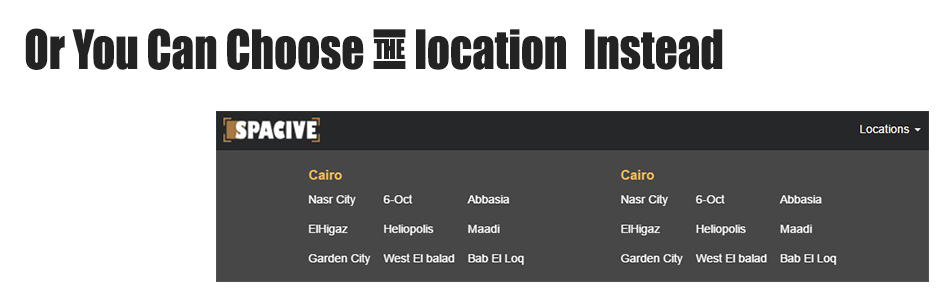 Or You Can Choose THE location Instead
SPACIVE
Locations
Cairo Cairo
Nasr City 6-Oct Abbasia Nasr City 6-Oct Abbasia
ElHigaz Heliopolis Maadi ElHigaz Heliopolis Maadi
Garden City West El balad Bab El Loq Garden City West El balad Bab El Loq